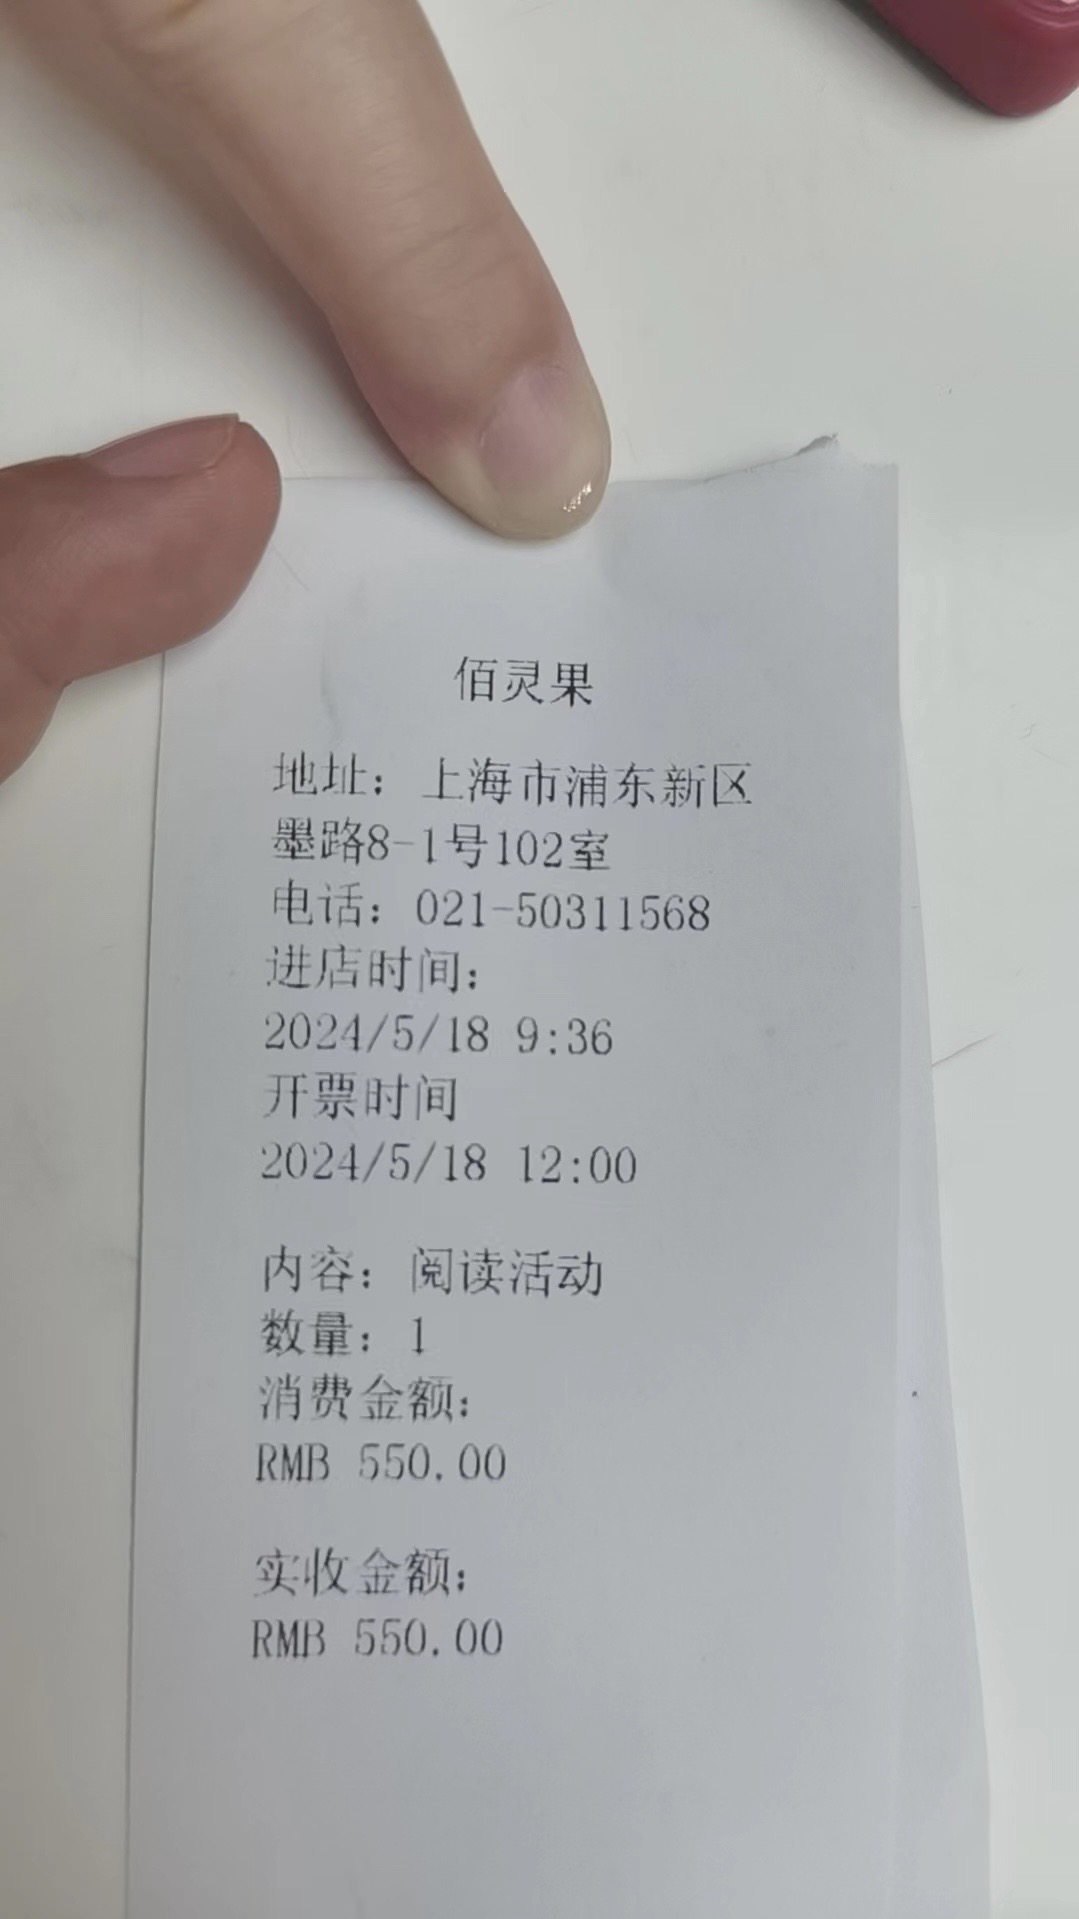 佰灵果
地址：上海市浦东新区
墨路8-1号102室
电话：021-50311568
进店时间：
2024/5/18 9:36
开票时间
2024/5/18 12:00
内容：阅读活动
数量：1
消费金额：
RMB 550.00
实收金额：
RMB 550.00